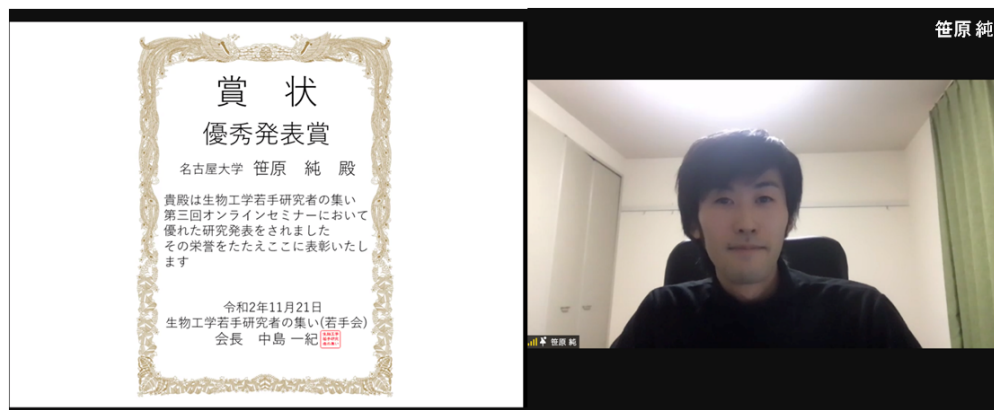 賞 状
優秀発表賞
名古屋大学 笹原 純 殿
貴殿は生物工学若手研究者の集い
第三回オンラインセミナーにおいて
優れた研究発表をされました
その栄誉をたたえここに表彰いたし
ます
令和2年11月21日
生物工学若手研究者の集い(若手会)
会長 中島 一紀
笹原 純
笹原 純